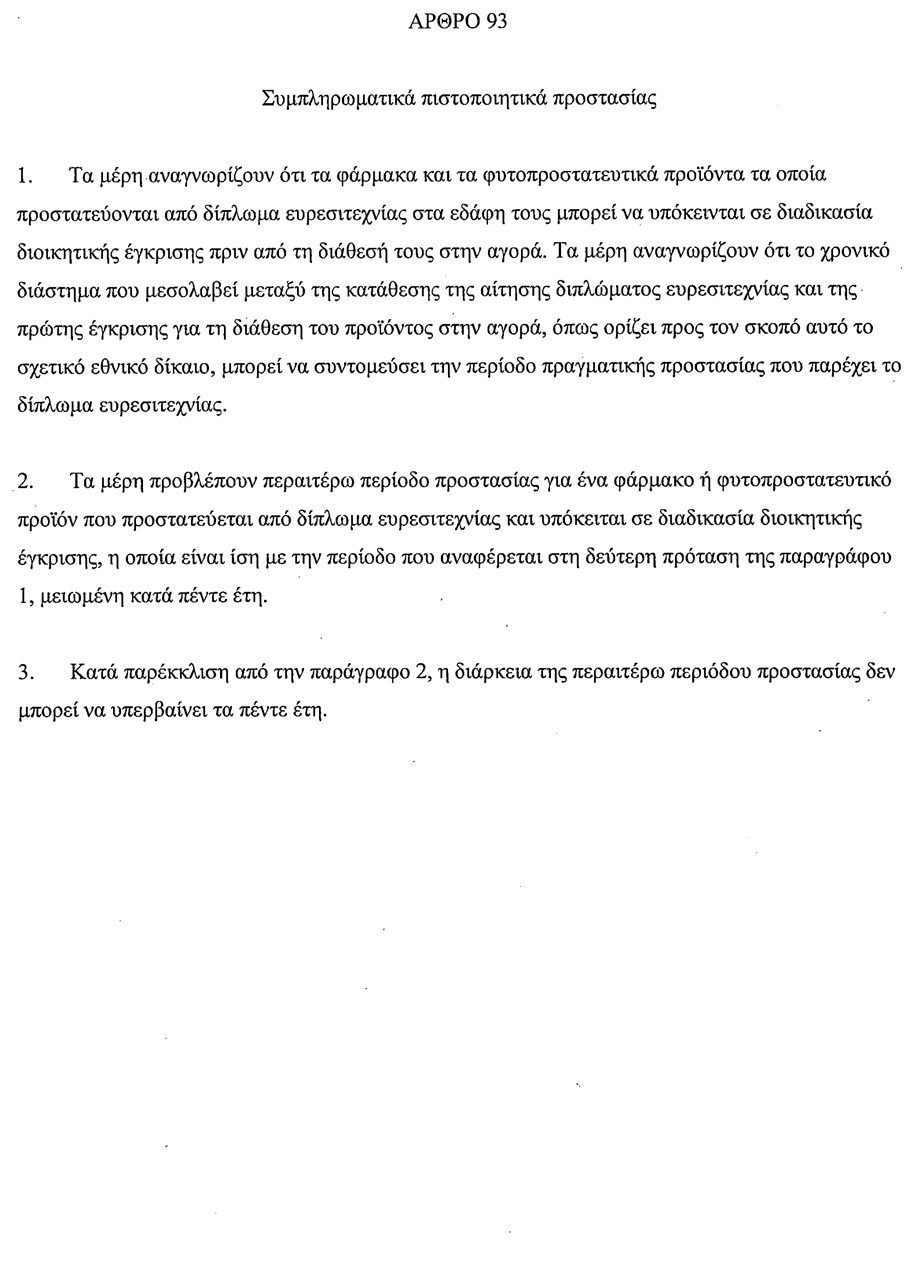 ΑΡΘΡΟ 93
Συμπληρωματικά πιστοποιητικά προστασίας
1. Τα μέρη αναγνωρίζουν ότι τα φάρμακα και τα φυτοπροστατευτικά προϊόντα τα οποία
προστατεύονται από δίπλωμα ευρεσιτεχνίας στα εδάφη τους μπορεί να υπόκεινται σε διαδικασία
διοικητικής έγκρισης πριν από τη διάθεσή τους στην αγορά. Τα μέρη αναγνωρίζουν ότι το χρονικό
διάστημα που μεσολαβεί μεταξύ της κατάθεσης της αίτησης διπλώματος ευρεσιτεχνίας και της
πρώτης έγκρισης για τη διάθεση του προϊόντος στην αγορά, όπως ορίζει προς τον σκοπό αυτό το
σχετικό εθνικό δίκαιο, μπορεί να συντομεύσει την περίοδο πραγματικής προστασίας που παρέχει το
δίπλωμα ευρεσιτεχνίας.
2. Τα μέρη προβλέπουν περαιτέρω περίοδο προστασίας για ένα φάρμακο ή φυτοπροστατευτικό
προϊόν που προστατεύεται από δίπλωμα ευρεσιτεχνίας και υπόκειται σε διαδικασία διοικητικής
έγκρισης, η οποία είναι ίση με την περίοδο που αναφέρεται στη δεύτερη πρόταση της παραγράφου
1, μειωμένη κατά πέντε έτη.
3. Κατά παρέκκλιση από την παράγραφο 2, η διάρκεια της περαιτέρω περιόδου προστασίας δεν
μπορεί να υπερβαίνει τα πέντε έτη.